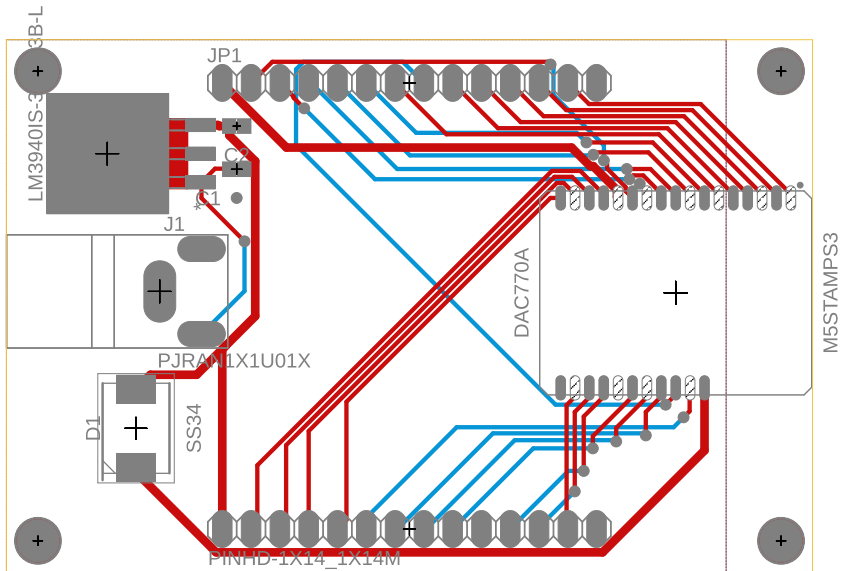 JP1
LM3940IS-3.3B-L
C2
C1
J1
PJRAN1X1U01X
DAC770A
M5STAMPS3
D1
SS34
PINHD-1X14_1X14M